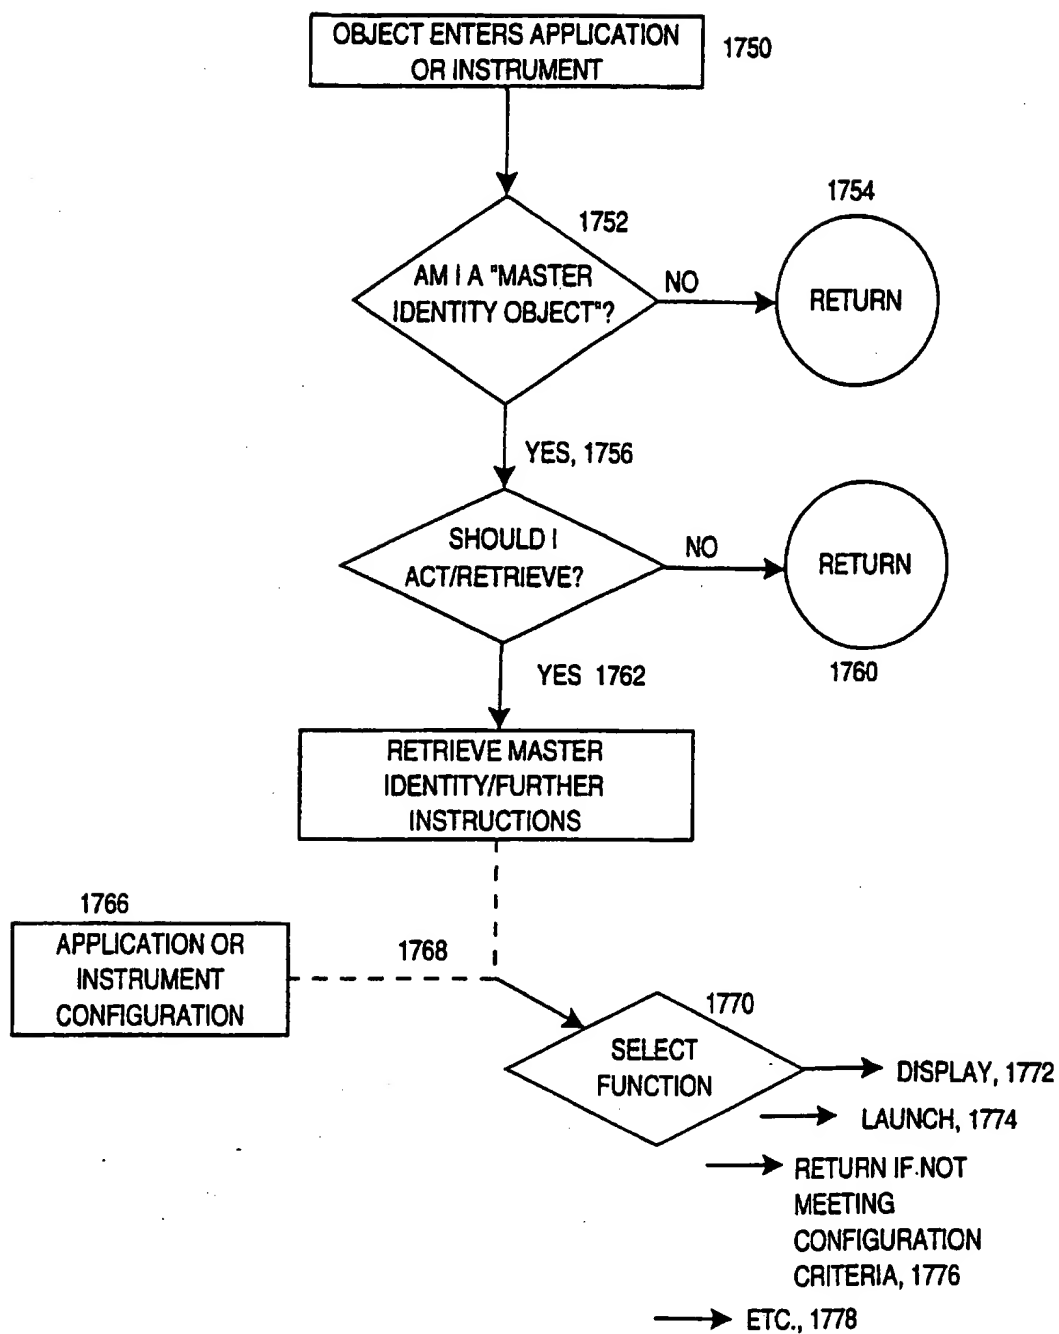 OBJECT ENTERS APPLICATION
OR INSTRUMENT
1750
1754
1752
AM I A "MASTER
IDENTITY OBJECT"?
NO
RETURN
YES, 1756
SHOULD I
ACT/RETRIEVE?
NO
RETURN
1760
YES 1762
RETRIEVE MASTER
IDENTITY/FURTHER
INSTRUCTIONS
1766
APPLICATION OR
INSTRUMENT
CONFIGURATION
1768
1770
SELECT
FUNCTION
DISPLAY, 1772
LAUNCH, 1774
RETURN IF NOT
MEETING
CONFIGURATION
CRITERIA, 1776
ETC., 1778